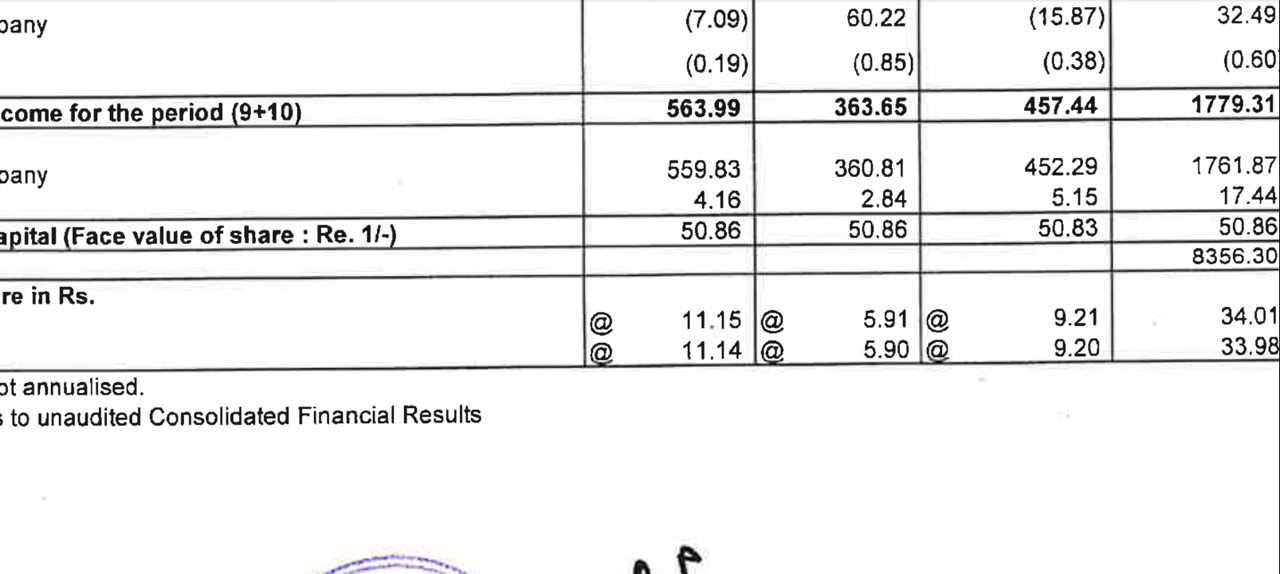 pany (7.09) 60.22 (15.87) 32.49
(0.19) (0.85) (0.38) (0.60
come for the period (9+10) 563.99 363.65 457.44 1779.31
pany 559.83 360.81 452.29 1761.87
4.16 2.84 5.15 17.44
apital (Face value of share : Re. 1/-) 50.86 50.86 50.83 50.86
8356.30
re in Rs.
@ 11.15 @ 5.91 @ 9.21 34.01
@ 11.14 @ 5.90 @ 9.20 33.98
ot annualised.
s to unaudited Consolidated Financial Results